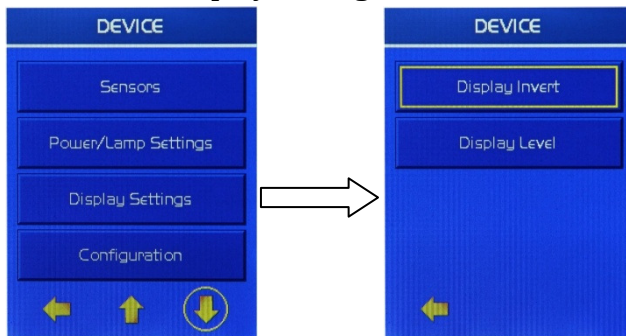 DEVICE
Sensors
Power/Lamp Settings
Display Settings
Configuration
DEVICE
Display Invert
Display Level